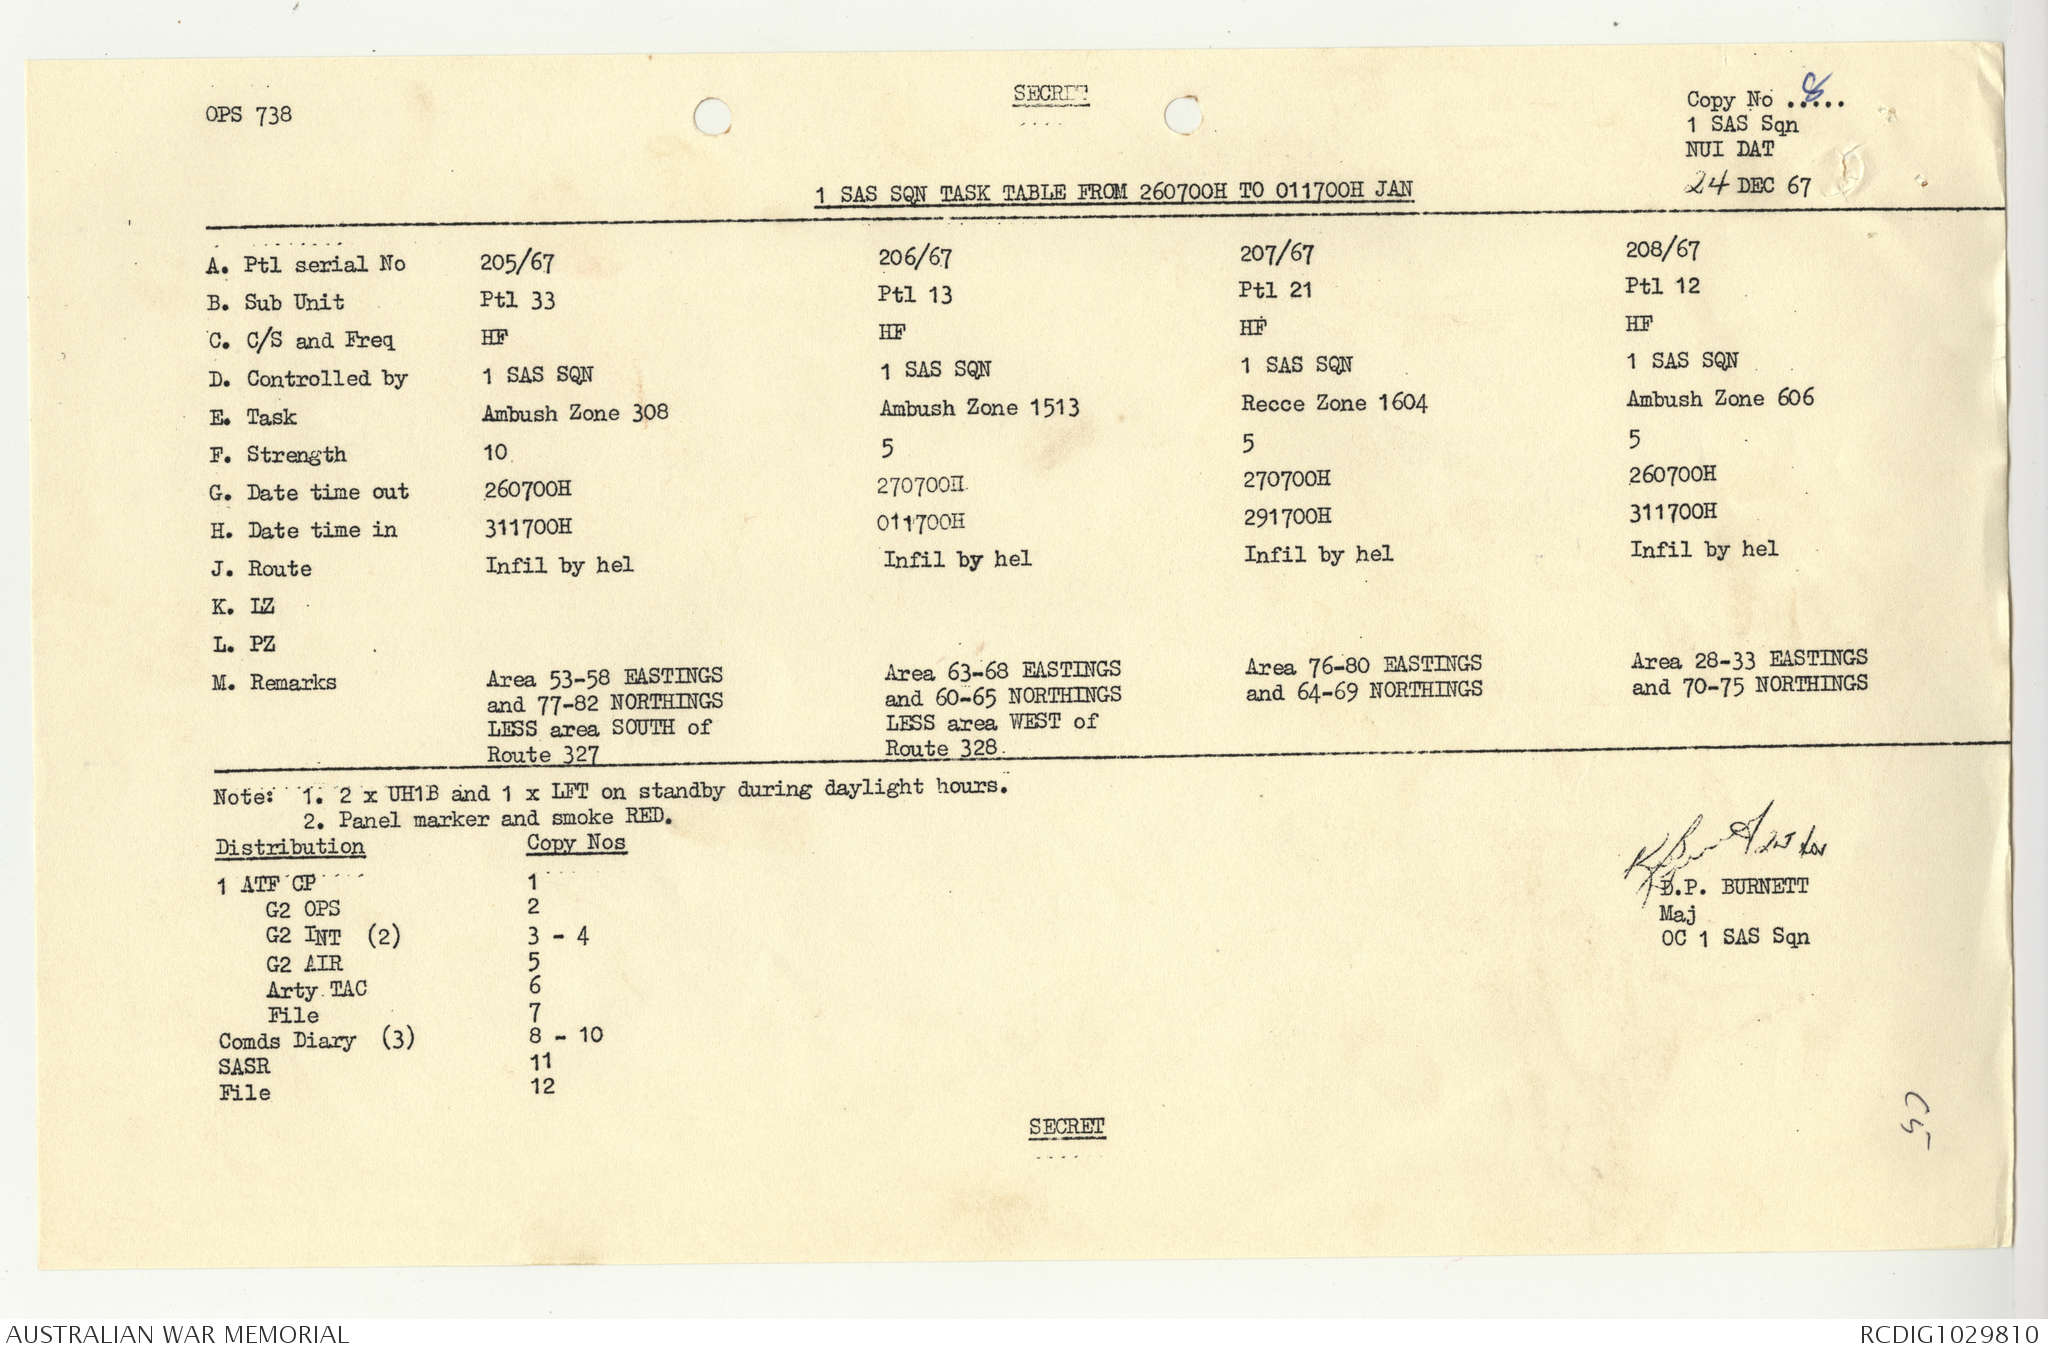 OPS 738
SECRET
Copy No 8.....
1 SAS Sqn
NUI DAT
24 DEC 67
1 SAS SQN TASK TABLE FROM 260700H TO 011700H JAN
A. Ptl serial No 205/67 206/67 207/67 208/67
B. Sub Unit Ptl 33 Ptl 13 Ptl 21 Ptl 12
C. C/S and Freq HF HF HF HF
D. Controlled by 1 SAS SQN 1 SAS SQN 1 SAS SQN 1 SAS SQN
E. Task Ambush Zone 308 Ambush Zone 1513 Recce Zone 1604 Ambush Zone 606
F. Strength 10 5 5 5
G. Date time out 260700H 270700H 270700H 260700H
H. Date time in 311700H 011700H 291700H 311700H
J. Route Infil by hel Infil by hel Infil by hel Infil by hel
K. LZ
L. PZ
M. Remarks Area 53-58 EASTINGS Area 63-68 EASTINGS Area 76-80 EASTINGS Area 28-33 EASTINGS
and 77-82 NORTHINGS and 60-65 NORTHINGS and 64-69 NORTHINGS and 70-75 NORTHINGS
LESS area SOUTH of LESS area WEST of
Route 327 Route 328
Note: 1. 2 x UH1B and 1 x LFT on standby during daylight hours.
2. Panel marker and smoke RED.
Distribution Copy Nos
1 ATF CP 1
G2 OPS 2
G2 INT (2) 3 - 4
G2 AIR 5
Arty TAC 6
File 7
Comds Diary (3) 8 - 10
SASR 11
File 12
D.P. BURNETT
Maj
OC 1 SAS Sqn
SECRET
AUSTRALIAN WAR MEMORIAL
RCDIG1029810